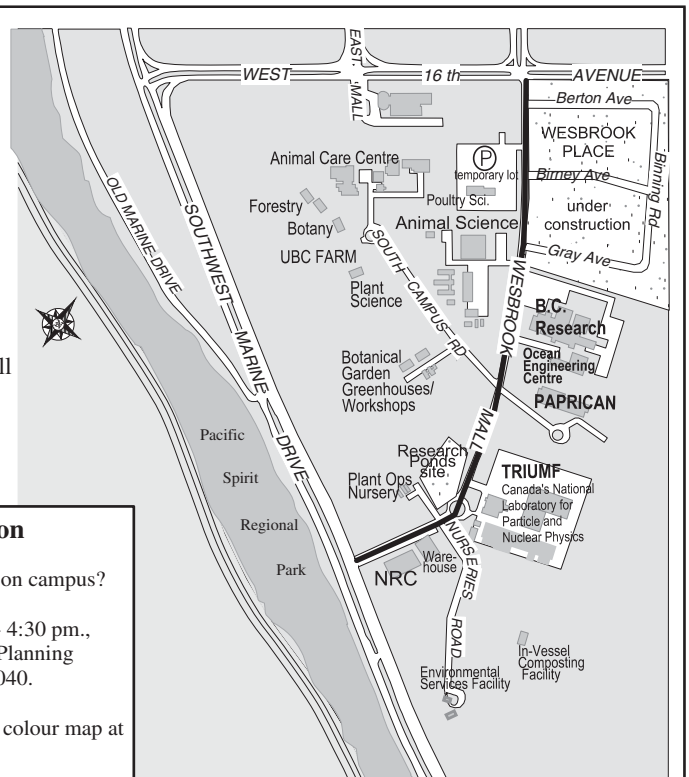 WEST
16 th
AVENUE
EAST MALL
Berton Ave
WESBROOK
PLACE
Binning Rd
Birney Ave
under
construction
Gray Ave
P
temporary lot
Poultry Sci.
Animal Care Centre
Forestry
Botany
Animal Science
UBC FARM
Plant
Science
OLD MARINE DRIVE
SOUTHWEST MARINE DRIVE
SOUTH CAMPUS RD
WESBROOK MALL
B.C.
Research
Ocean
Engineering
Centre
PAPRICAN
Botanical
Garden
Greenhouses/
Workshops
Pacific
Spirit
Regional
Park
Research
Ponds
site
Plant Ops
Nursery
TRIUMF
Canada's National
Laboratory for
Particle and
Nuclear Physics
NRC
Ware-
house
NURSERIES ROAD
In-Vessel
Composting
Facility
Environmental
Services Facility
ll
on
on campus?
4:30 pm.,
Planning
040.
colour map at